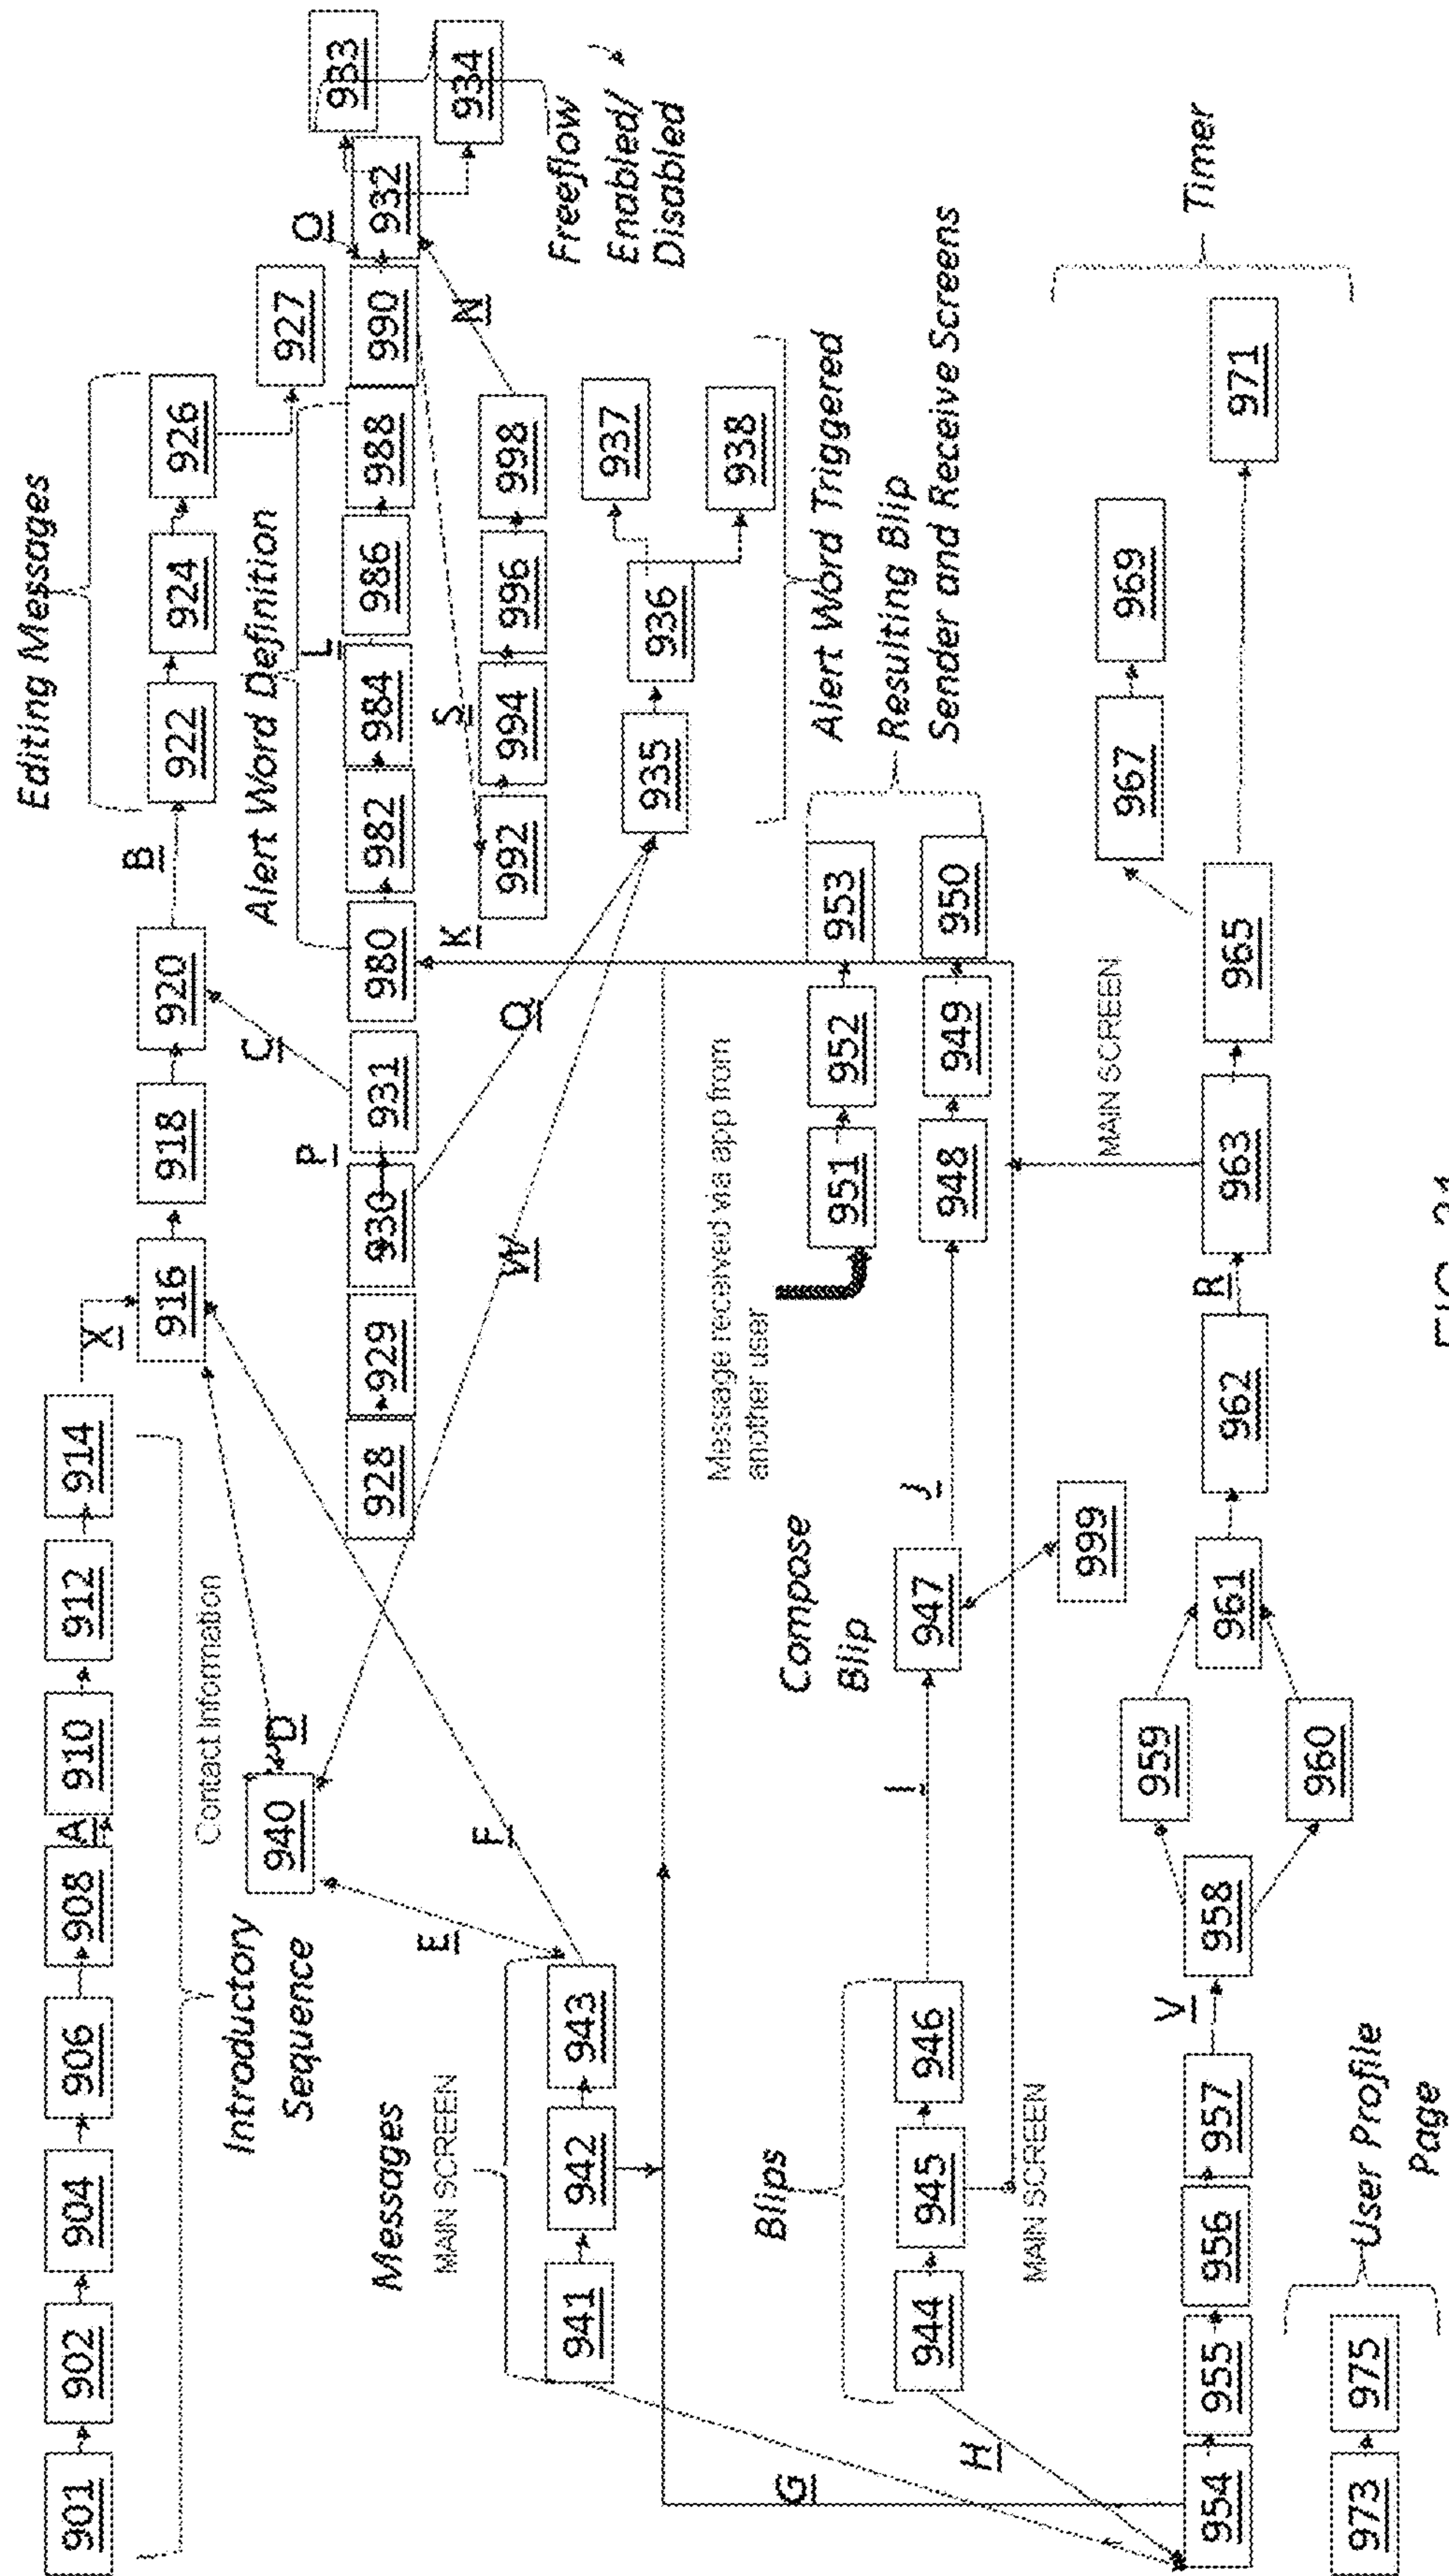 Editing Messages
901
902
904
906
908
A
910
912
914
X
916
918
920
B
922
924
926
927
Contact Information
Introductory
Sequence
940
D
C
Alert Word Definition
928
929
930
P
931
980
982
984
L
986
988
990
O
932
933
934
Freeflow
Enabled/
Disabled
K
992
S
994
996
998
N
E
F
W
Q
Messages
MAIN SCREEN
941
942
943
935
936
937
938
Alert Word Triggered
Message received via app from
another user
951
952
953
Resulting Blip
Sender and Receive Screens
Blips
944
945
946
MAIN SCREEN
I
Compose
Blip
947
999
J
948
949
950
G
H
954
955
956
957
V
958
959
960
961
962
R
963
MAIN SCREEN
965
967
969
971
Timer
973
975
User Profile
Page